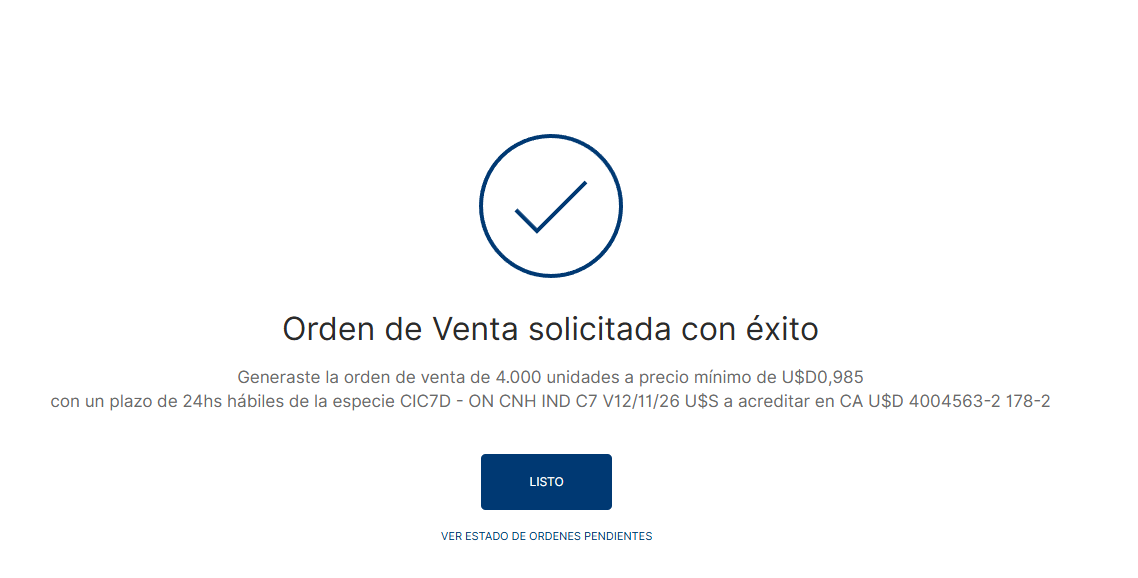 Orden de Venta solicitada con éxito
Generaste la orden de venta de 4.000 unidades a precio mínimo de U$D0,985
con un plazo de 24hs hábiles de la especie CIC7D - ON CNH IND C7 V12/11/26 U$S a acreditar en CA U$D 4004563-2 178-2
LISTO
VER ESTADO DE ORDENES PENDIENTES